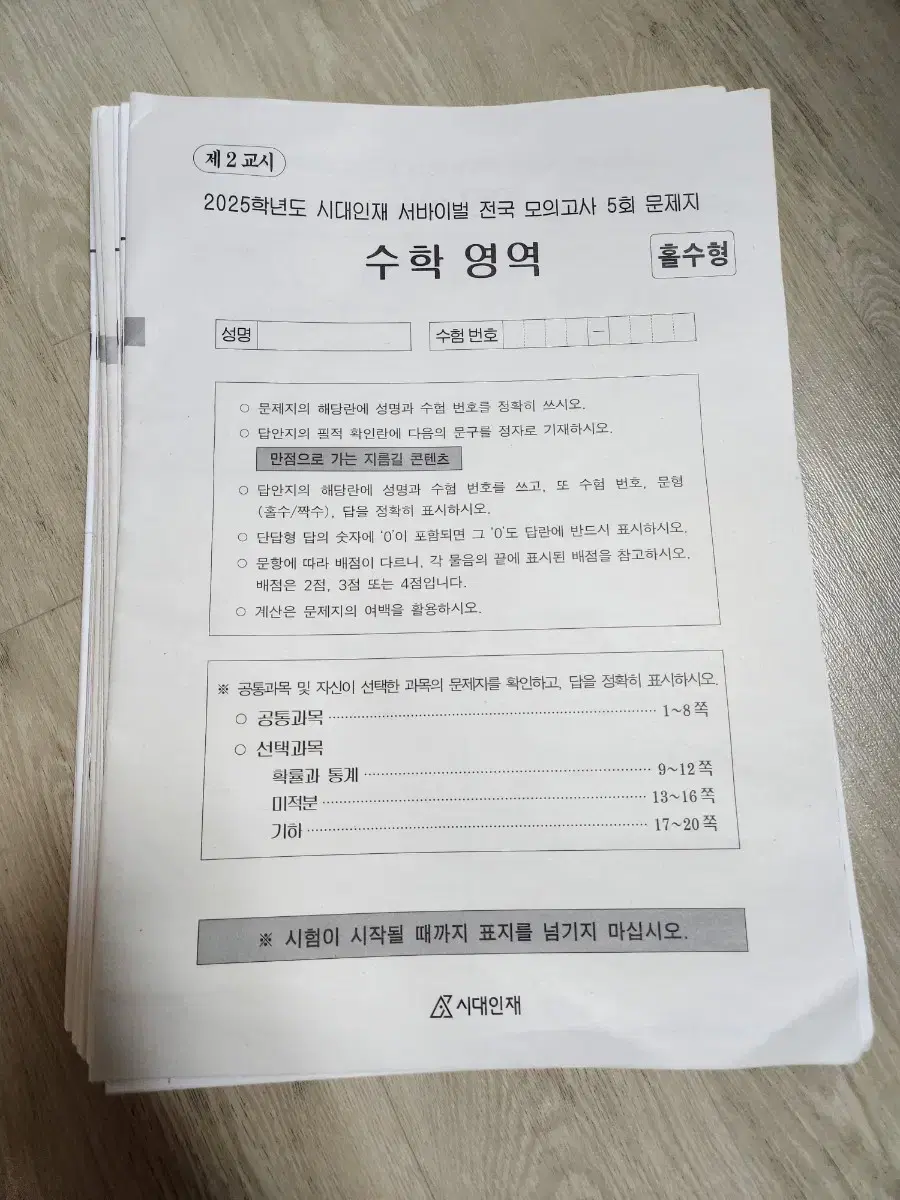 제 2 교시
2025학년도 시대인재 서바이벌 전국 모의고사 5회 문제지
수학 영역
홀수형
성명
수험 번호
–
○ 문제지의 해당란에 성명과 수험 번호를 정확히 쓰시오.
○ 답안지의 필적 확인란에 다음의 문구를 정자로 기재하시오.
만점으로 가는 지름길 콘텐츠
○ 답안지의 해당란에 성명과 수험 번호를 쓰고, 또 수험 번호, 문형
(홀수/짝수), 답을 정확히 표시하시오.
○ 단답형 답의 숫자에 '0'이 포함되면 그 '0'도 답란에 반드시 표시하시오.
○ 문항에 따라 배점이 다르니, 각 물음의 끝에 표시된 배점을 참고하시오.
배점은 2점, 3점 또는 4점입니다.
○ 계산은 문제지의 여백을 활용하시오.
※ 공통과목 및 자신이 선택한 과목의 문제지를 확인하고, 답을 정확히 표시하시오.
○ 공통과목 1~8 쪽
○ 선택과목
확률과 통계 9~12 쪽
미적분 13~16 쪽
기하 17~20 쪽
※ 시험이 시작될 때까지 표지를 넘기지 마십시오.
시대인재